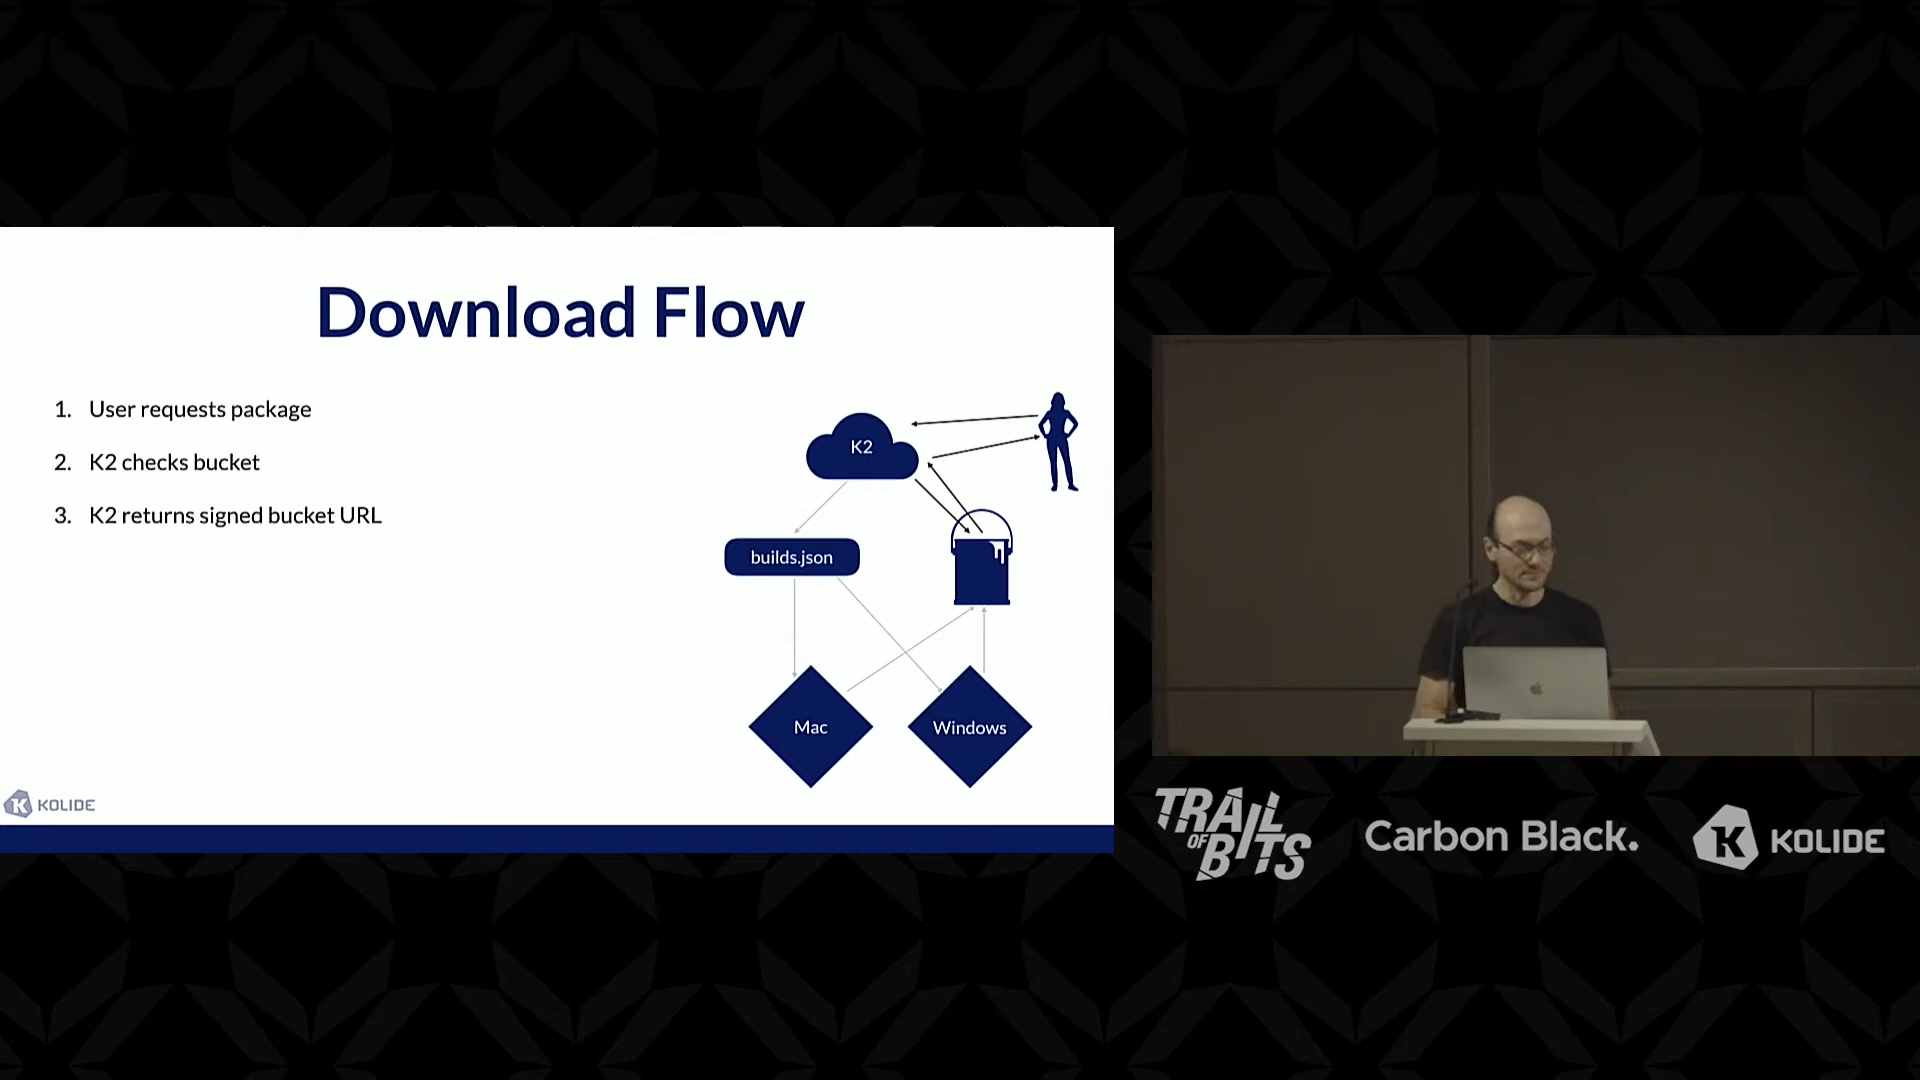 Download Flow
1. User requests package
2. K2 checks bucket
3. K2 returns signed bucket URL
K2
builds.json
Mac
Windows
KOLIDE
TRAIL
OF
BITS
Carbon Black.
KOLIDE